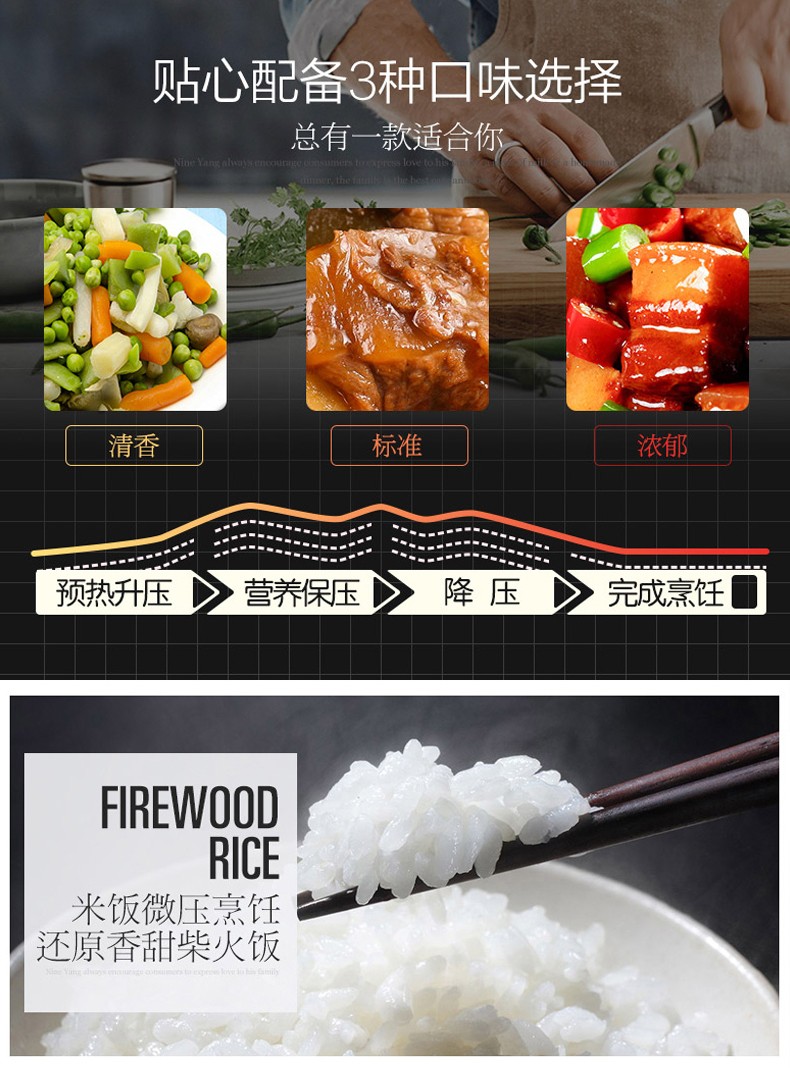 贴心配备3种口味选择
总有一款适合你
Nine Yang always encourage consumers to express love to his
dinner, the family is the best
清香
标准
浓郁
预热升压
营养保压
降 压
完成烹饪
FIREWOOD
RICE
米饭微压烹饪
还原香甜柴火饭
Nine Yang always encourage consumers to express love to his family